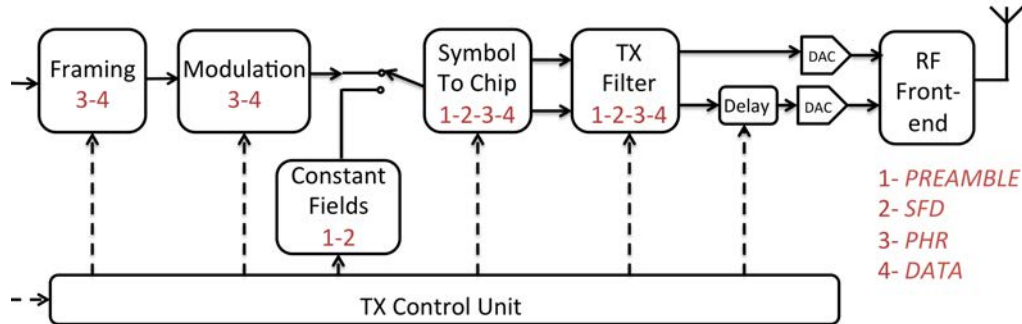 Framing
3-4
Modulation
3-4
Symbol
To Chip
1-2-3-4
TX
Filter
1-2-3-4
Delay
DAC
DAC
RF
Front-
end
Constant
Fields
1-2
1- PREAMBLE
2- SFD
3- PHR
4- DATA
TX Control Unit